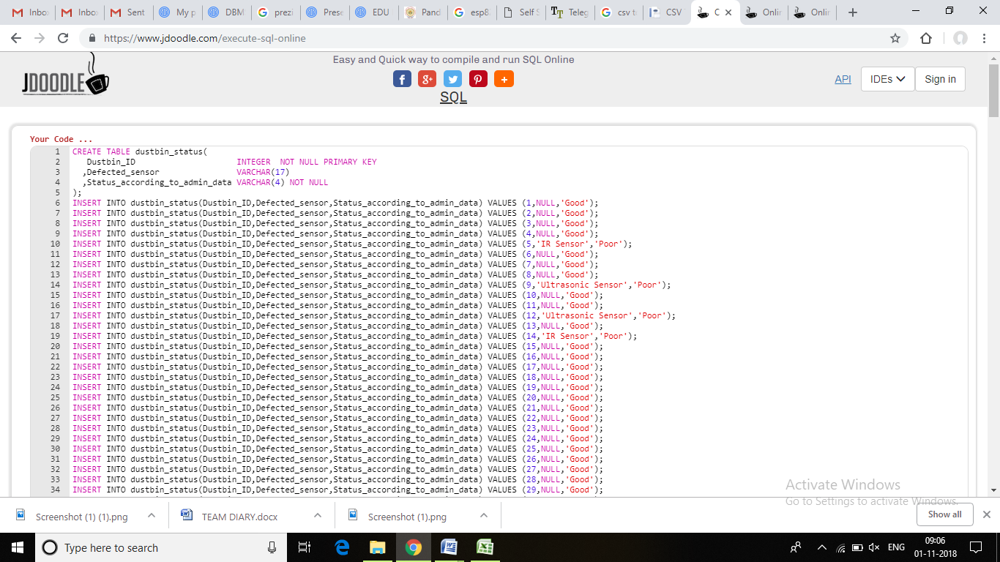 Inbo
Inbo
Sent
My p
DBM
prezi
Prese
EDU
Pand
esp8
Self S
Teleg
csv t
CSV
C
Onlin
Onlin
https://www.jdoodle.com/execute-sql-online
Easy and Quick way to compile and run SQL Online
JDOODLE
SQL
API
IDEs
Sign in
Your Code ...
1 CREATE TABLE dustbin_status(
2 Dustbin_ID INTEGER NOT NULL PRIMARY KEY
3 ,Defected_sensor VARCHAR(17)
4 ,Status_according_to_admin_data VARCHAR(4) NOT NULL
5 );
6 INSERT INTO dustbin_status(Dustbin_ID,Defected_sensor,Status_according_to_admin_data) VALUES (1,NULL,'Good');
7 INSERT INTO dustbin_status(Dustbin_ID,Defected_sensor,Status_according_to_admin_data) VALUES (2,NULL,'Good');
8 INSERT INTO dustbin_status(Dustbin_ID,Defected_sensor,Status_according_to_admin_data) VALUES (3,NULL,'Good');
9 INSERT INTO dustbin_status(Dustbin_ID,Defected_sensor,Status_according_to_admin_data) VALUES (4,NULL,'Good');
10 INSERT INTO dustbin_status(Dustbin_ID,Defected_sensor,Status_according_to_admin_data) VALUES (5,'IR Sensor','Poor');
11 INSERT INTO dustbin_status(Dustbin_ID,Defected_sensor,Status_according_to_admin_data) VALUES (6,NULL,'Good');
12 INSERT INTO dustbin_status(Dustbin_ID,Defected_sensor,Status_according_to_admin_data) VALUES (7,NULL,'Good');
13 INSERT INTO dustbin_status(Dustbin_ID,Defected_sensor,Status_according_to_admin_data) VALUES (8,NULL,'Good');
14 INSERT INTO dustbin_status(Dustbin_ID,Defected_sensor,Status_according_to_admin_data) VALUES (9,'Ultrasonic Sensor','Poor');
15 INSERT INTO dustbin_status(Dustbin_ID,Defected_sensor,Status_according_to_admin_data) VALUES (10,NULL,'Good');
16 INSERT INTO dustbin_status(Dustbin_ID,Defected_sensor,Status_according_to_admin_data) VALUES (11,NULL,'Good');
17 INSERT INTO dustbin_status(Dustbin_ID,Defected_sensor,Status_according_to_admin_data) VALUES (12,'Ultrasonic Sensor','Poor');
18 INSERT INTO dustbin_status(Dustbin_ID,Defected_sensor,Status_according_to_admin_data) VALUES (13,NULL,'Good');
19 INSERT INTO dustbin_status(Dustbin_ID,Defected_sensor,Status_according_to_admin_data) VALUES (14,'IR Sensor','Poor');
20 INSERT INTO dustbin_status(Dustbin_ID,Defected_sensor,Status_according_to_admin_data) VALUES (15,NULL,'Good');
21 INSERT INTO dustbin_status(Dustbin_ID,Defected_sensor,Status_according_to_admin_data) VALUES (16,NULL,'Good');
22 INSERT INTO dustbin_status(Dustbin_ID,Defected_sensor,Status_according_to_admin_data) VALUES (17,NULL,'Good');
23 INSERT INTO dustbin_status(Dustbin_ID,Defected_sensor,Status_according_to_admin_data) VALUES (18,NULL,'Good');
24 INSERT INTO dustbin_status(Dustbin_ID,Defected_sensor,Status_according_to_admin_data) VALUES (19,NULL,'Good');
25 INSERT INTO dustbin_status(Dustbin_ID,Defected_sensor,Status_according_to_admin_data) VALUES (20,NULL,'Good');
26 INSERT INTO dustbin_status(Dustbin_ID,Defected_sensor,Status_according_to_admin_data) VALUES (21,NULL,'Good');
27 INSERT INTO dustbin_status(Dustbin_ID,Defected_sensor,Status_according_to_admin_data) VALUES (22,NULL,'Good');
28 INSERT INTO dustbin_status(Dustbin_ID,Defected_sensor,Status_according_to_admin_data) VALUES (23,NULL,'Good');
29 INSERT INTO dustbin_status(Dustbin_ID,Defected_sensor,Status_according_to_admin_data) VALUES (24,NULL,'Good');
30 INSERT INTO dustbin_status(Dustbin_ID,Defected_sensor,Status_according_to_admin_data) VALUES (25,NULL,'Good');
31 INSERT INTO dustbin_status(Dustbin_ID,Defected_sensor,Status_according_to_admin_data) VALUES (26,NULL,'Good');
32 INSERT INTO dustbin_status(Dustbin_ID,Defected_sensor,Status_according_to_admin_data) VALUES (27,NULL,'Good');
33 INSERT INTO dustbin_status(Dustbin_ID,Defected_sensor,Status_according_to_admin_data) VALUES (28,NULL,'Good');
34 INSERT INTO dustbin_status(Dustbin_ID,Defected_sensor,Status_according_to_admin_data) VALUES (29,NULL,'Good');
Activate Windows
Go to Settings to activate Windows.
Screenshot (1) (1).png
TEAM DIARY.docx
Screenshot (1).png
Show all
Type here to search
ENG
09:06
01-11-2018